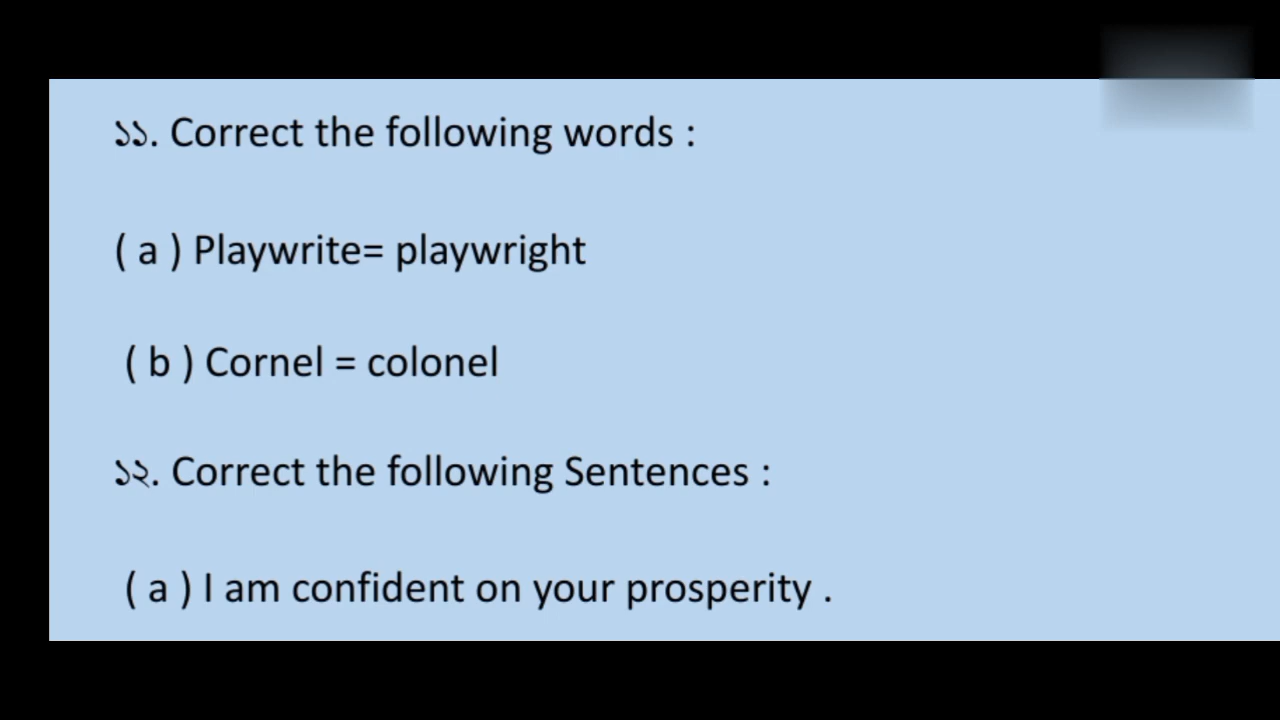 ১১. Correct the following words :
( a ) Playwrite= playwright
( b ) Cornel = colonel
১২. Correct the following Sentences :
( a ) I am confident on your prosperity .